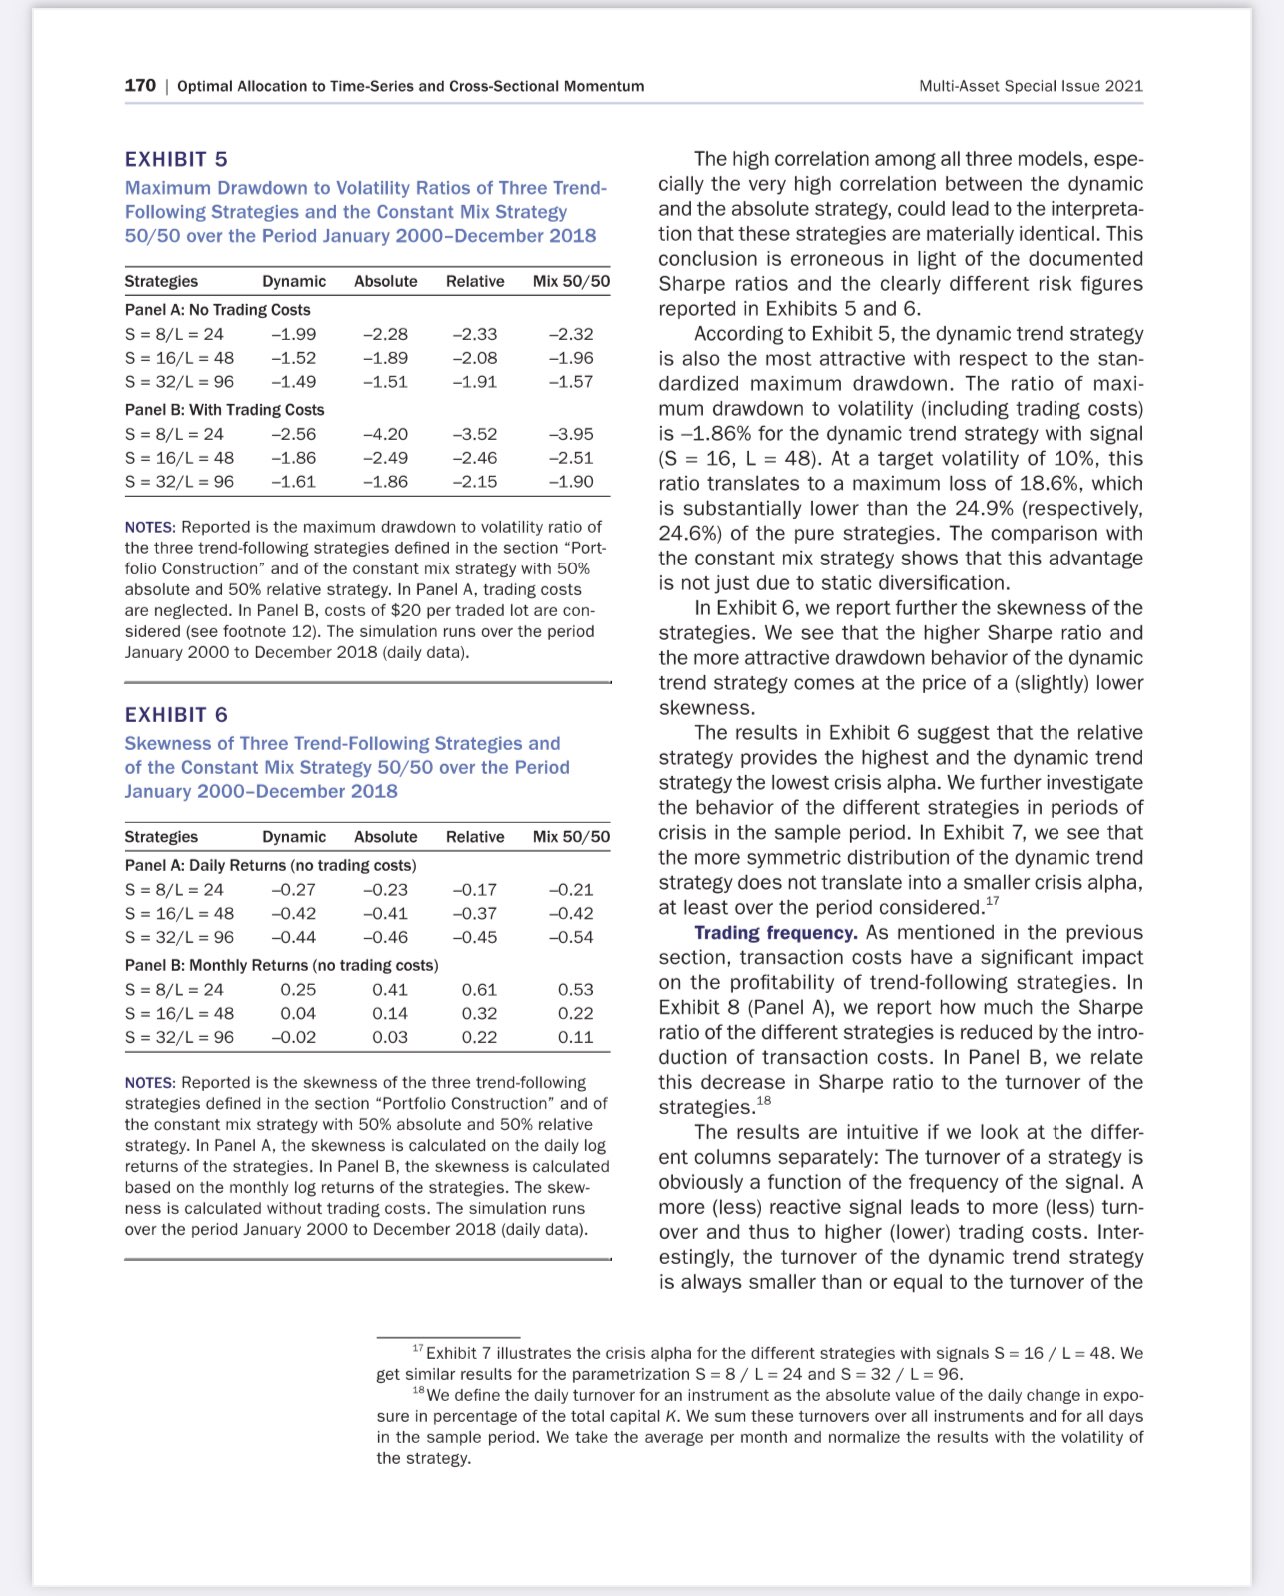 170 | Optimal Allocation to Time-Series and Cross-Sectional Momentum
Multi-Asset Special Issue 2021
EXHIBIT 5
Maximum Drawdown to Volatility Ratios of Three Trend-
Following Strategies and the Constant Mix Strategy
50/50 over the Period January 2000–December 2018
Strategies Dynamic Absolute Relative Mix 50/50
Panel A: No Trading Costs
S = 8/L = 24 –1.99 –2.28 –2.33 –2.32
S = 16/L = 48 –1.52 –1.89 –2.08 –1.96
S = 32/L = 96 –1.49 –1.51 –1.91 –1.57
Panel B: With Trading Costs
S = 8/L = 24 –2.56 –4.20 –3.52 –3.95
S = 16/L = 48 –1.86 –2.49 –2.46 –2.51
S = 32/L = 96 –1.61 –1.86 –2.15 –1.90
NOTES: Reported is the maximum drawdown to volatility ratio of
the three trend-following strategies defined in the section “Port-
folio Construction” and of the constant mix strategy with 50%
absolute and 50% relative strategy. In Panel A, trading costs
are neglected. In Panel B, costs of $20 per traded lot are con-
sidered (see footnote 12). The simulation runs over the period
January 2000 to December 2018 (daily data).
EXHIBIT 6
Skewness of Three Trend-Following Strategies and
of the Constant Mix Strategy 50/50 over the Period
January 2000–December 2018
Strategies Dynamic Absolute Relative Mix 50/50
Panel A: Daily Returns (no trading costs)
S = 8/L = 24 –0.27 –0.23 –0.17 –0.21
S = 16/L = 48 –0.42 –0.41 –0.37 –0.42
S = 32/L = 96 –0.44 –0.46 –0.45 –0.54
Panel B: Monthly Returns (no trading costs)
S = 8/L = 24 0.25 0.41 0.61 0.53
S = 16/L = 48 0.04 0.14 0.32 0.22
S = 32/L = 96 –0.02 0.03 0.22 0.11
NOTES: Reported is the skewness of the three trend-following
strategies defined in the section “Portfolio Construction” and of
the constant mix strategy with 50% absolute and 50% relative
strategy. In Panel A, the skewness is calculated on the daily log
returns of the strategies. In Panel B, the skewness is calculated
based on the monthly log returns of the strategies. The skew-
ness is calculated without trading costs. The simulation runs
over the period January 2000 to December 2018 (daily data).
The high correlation among all three models, espe-
cially the very high correlation between the dynamic
and the absolute strategy, could lead to the interpreta-
tion that these strategies are materially identical. This
conclusion is erroneous in light of the documented
Sharpe ratios and the clearly different risk figures
reported in Exhibits 5 and 6.
According to Exhibit 5, the dynamic trend strategy
is also the most attractive with respect to the stan-
dardized maximum drawdown. The ratio of maxi-
mum drawdown to volatility (including trading costs)
is –1.86% for the dynamic trend strategy with signal
(S = 16, L = 48). At a target volatility of 10%, this
ratio translates to a maximum loss of 18.6%, which
is substantially lower than the 24.9% (respectively,
24.6%) of the pure strategies. The comparison with
the constant mix strategy shows that this advantage
is not just due to static diversification.
In Exhibit 6, we report further the skewness of the
strategies. We see that the higher Sharpe ratio and
the more attractive drawdown behavior of the dynamic
trend strategy comes at the price of a (slightly) lower
skewness.
The results in Exhibit 6 suggest that the relative
strategy provides the highest and the dynamic trend
strategy the lowest crisis alpha. We further investigate
the behavior of the different strategies in periods of
crisis in the sample period. In Exhibit 7, we see that
the more symmetric distribution of the dynamic trend
strategy does not translate into a smaller crisis alpha,
at least over the period considered.17
Trading frequency. As mentioned in the previous
section, transaction costs have a significant impact
on the profitability of trend-following strategies. In
Exhibit 8 (Panel A), we report how much the Sharpe
ratio of the different strategies is reduced by the intro-
duction of transaction costs. In Panel B, we relate
this decrease in Sharpe ratio to the turnover of the
strategies.18
The results are intuitive if we look at the differ-
ent columns separately: The turnover of a strategy is
obviously a function of the frequency of the signal. A
more (less) reactive signal leads to more (less) turn-
over and thus to higher (lower) trading costs. Inter-
estingly, the turnover of the dynamic trend strategy
is always smaller than or equal to the turnover of the
17 Exhibit 7 illustrates the crisis alpha for the different strategies with signals S = 16 / L = 48. We
get similar results for the parametrization S = 8 / L = 24 and S = 32 / L = 96.
18 We define the daily turnover for an instrument as the absolute value of the daily change in expo-
sure in percentage of the total capital K. We sum these turnovers over all instruments and for all days
in the sample period. We take the average per month and normalize the results with the volatility of
the strategy.